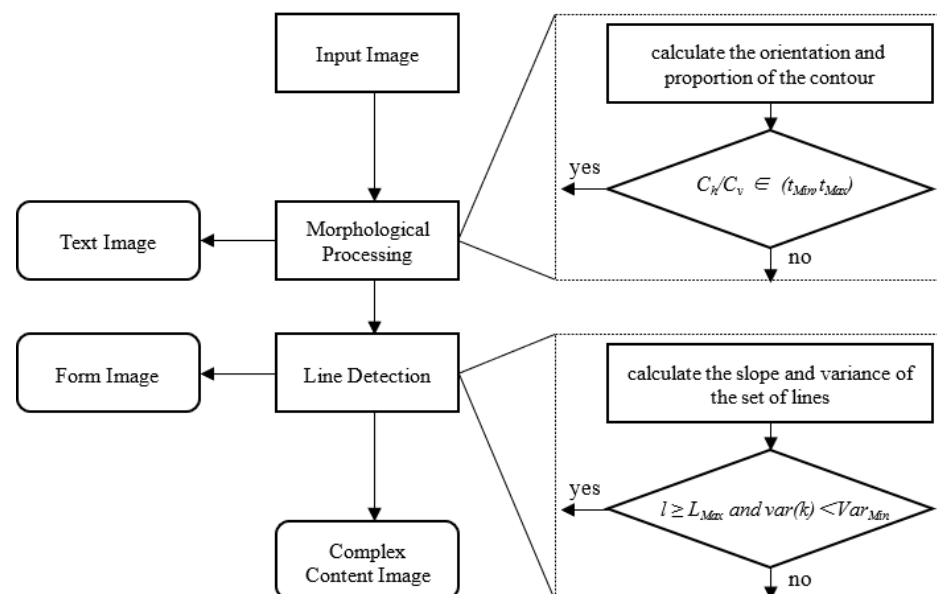 Input Image
calculate the orientation and
proportion of the contour
yes
C_h/C_v ∈ (t_Min, t_Max)
no
Text Image
Morphological
Processing
Form Image
Line Detection
calculate the slope and variance of
the set of lines
yes
l ≥ L_Max and var(k) <Var_Min
no
Complex
Content Image